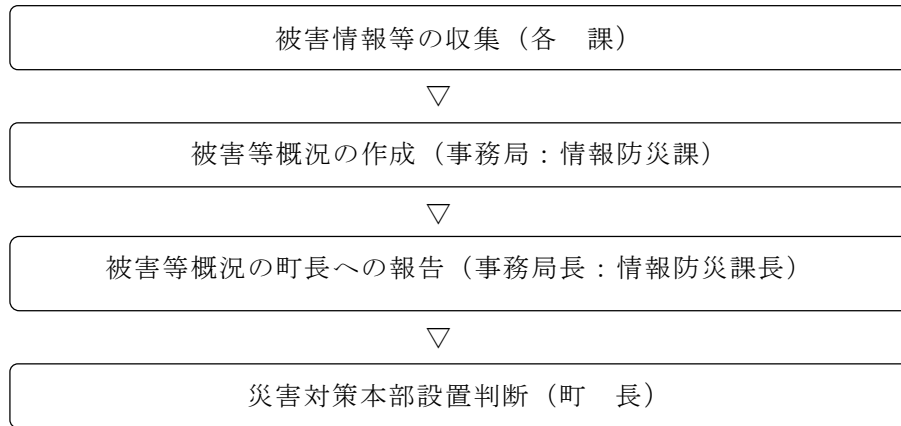 被害情報等の収集（各　課）
▽
被害等概況の作成（事務局：情報防災課）
▽
被害等概況の町長への報告（事務局長：情報防災課長）
▽
災害対策本部設置判断（町　長）